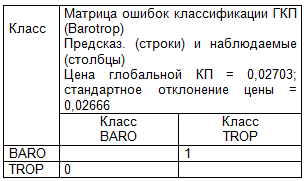 Класс
Матрица ошибок классификации ГКП
(Barotrop)
Предсказ. (строки) и наблюдаемые
(столбцы)
Цена глобальной КП = 0,02703;
стандартное отклонение цены =
0,02666
Класс
BARO
Класс
TROP
BARO 1
TROP 0